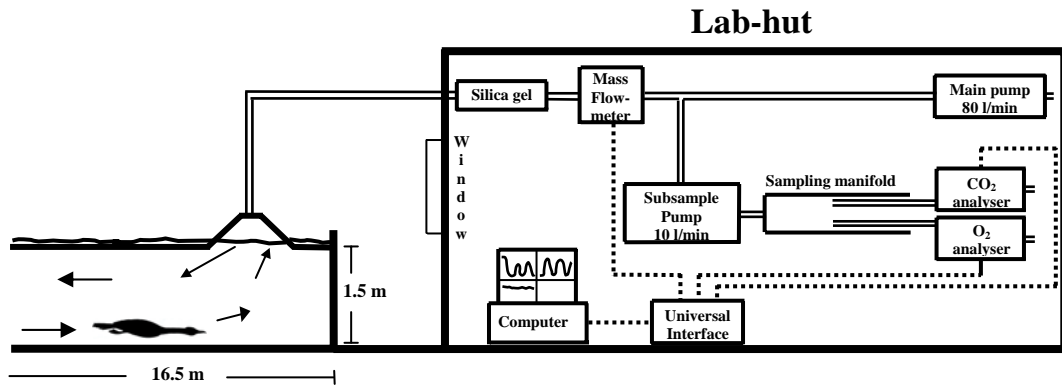 Lab-hut
Silica gel
Mass
Flow-
meter
Main pump
80 l/min
Window
Subsample
Pump
10 l/min
Sampling manifold
CO₂
analyser
O₂
analyser
1.5 m
Computer
Universal
Interface
16.5 m